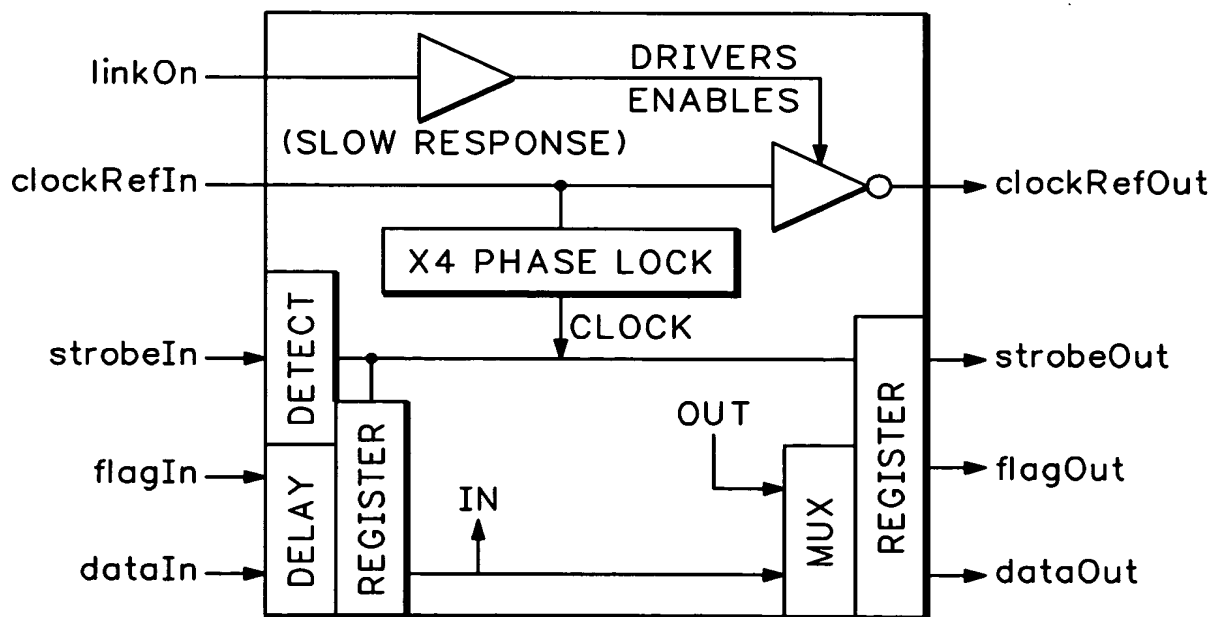 linkOn
DRIVERS
ENABLES
(SLOW RESPONSE)
clockRefIn
clockRefOut
X4 PHASE LOCK
CLOCK
DETECT
strobeIn
strobeOut
OUT
REGISTER
flagIn
flagOut
DELAY
REGISTER
IN
MUX
dataIn
dataOut